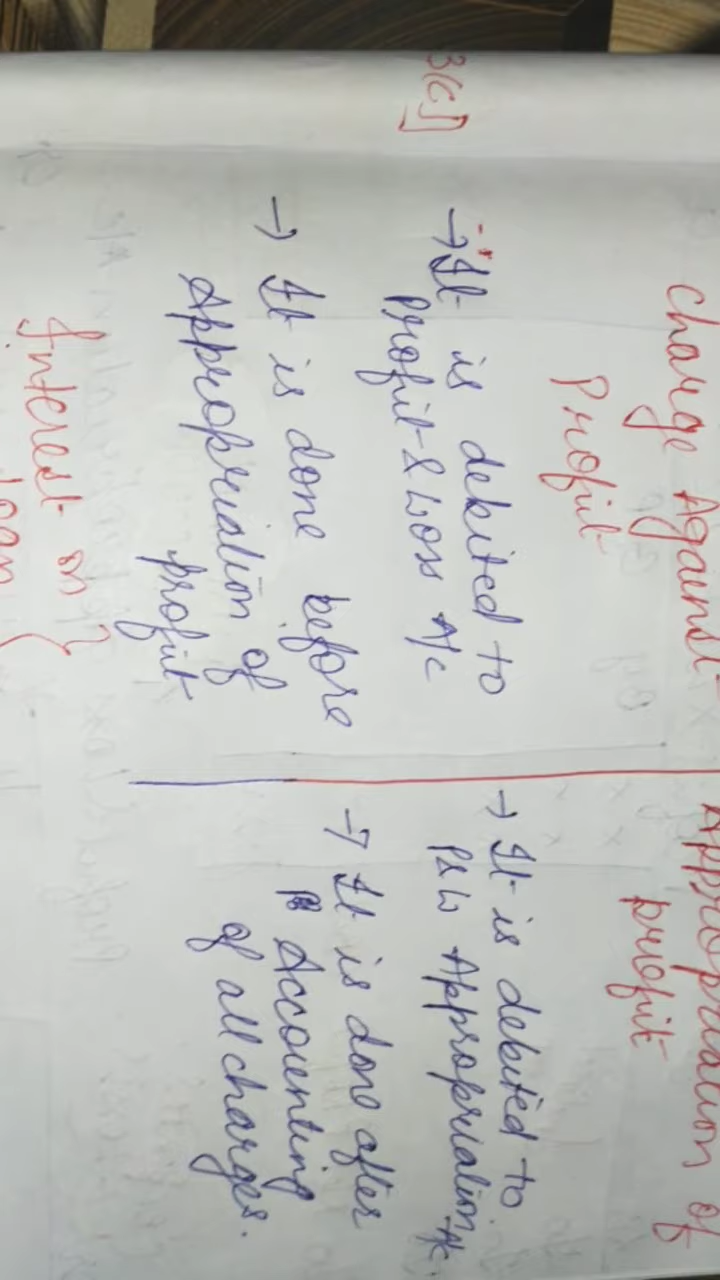 3(C)]
Charge Against
Profit
→ It is debited to
Profit & Loss A/c
→ It is done before
Appropriation of
profit
Appropriation of
profit
→ It is debited to
P&L Appropriation A/c.
→ It is done after
Accounting
of all charges.
Interest on }
loan {